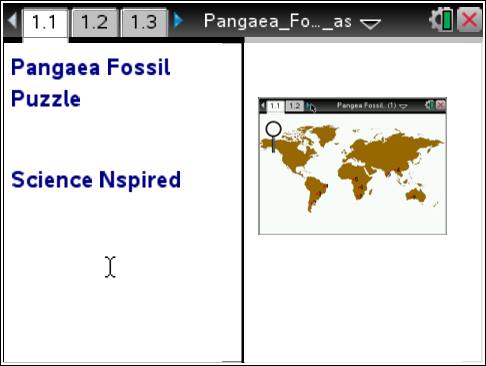 1.1 1.2 1.3 Pangaea_Fo…_as
Pangaea Fossil
Puzzle
Science Nspired
1.1 1.2 Pangea Fossil…(1)